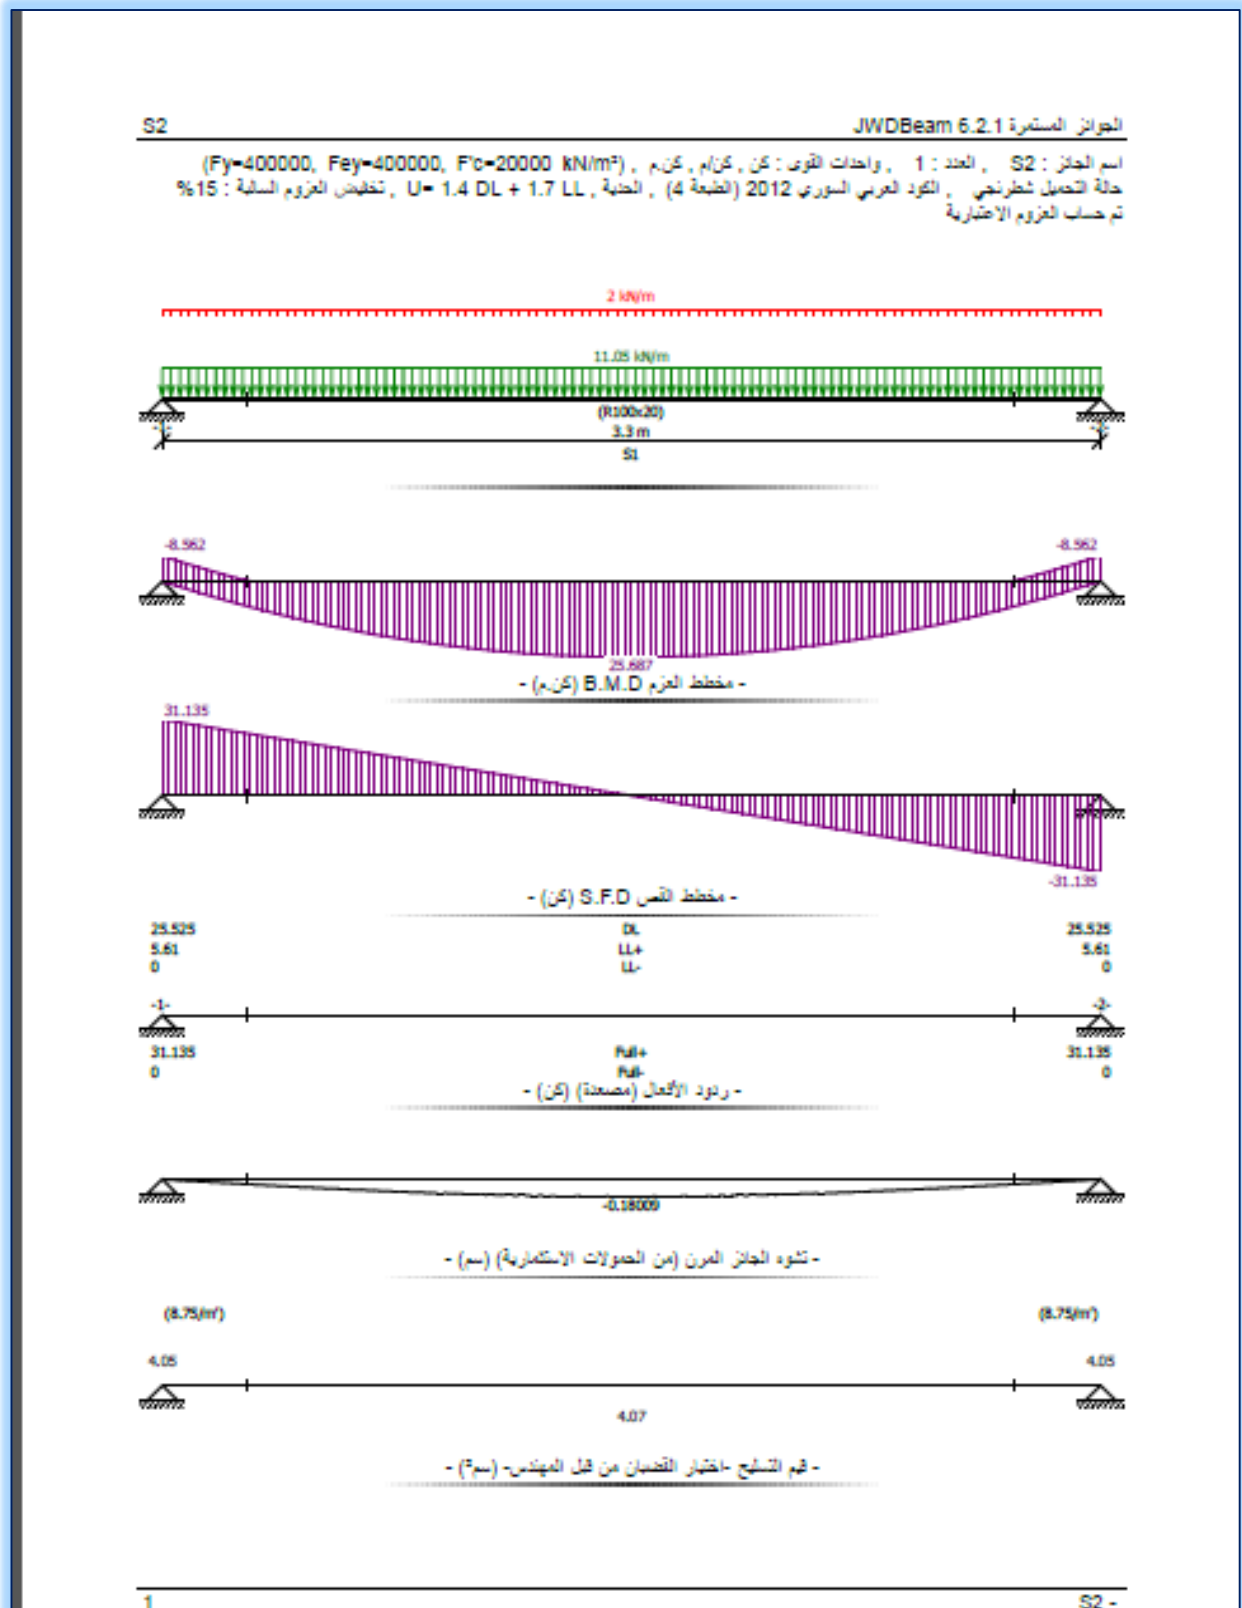 الجوائز المستمرة JWDBeam 6.2.1 S2
اسم الجائز : S2 , العدد : 1 , واحدات القوى : كن , كن/م , كن.م , (Fy=400000, Fey=400000, F'c=20000 kN/m²)
حالة التحميل شطرنجي , الكود العربي السوري 2012 (الطبعة 4) , الحدية , U= 1.4 DL + 1.7 LL , تخفيض العزوم السالبة : 15%
تم حساب العزوم الاعتبارية
2 kN/m
11.05 kN/m
(R100x20)
3.3 m
S1
-8.562 -8.562
25.687
- مخطط العزم B.M.D (كن.م) -
31.135
-31.135
- مخطط القص S.F.D (كن) -
25.525 DL 25.525
5.61 LL+ 5.61
0 LL- 0
-1- -2-
31.135 Full+ 31.135
0 Full- 0
- ردود الأفعال (مصعدة) (كن) -
-0.18009
- تشوه الجائز المرن (من الحمولات الاستثمارية) (سم) -
(8.75/m') (8.75/m')
4.05 4.05
4.07
- قيم التسليح -اختيار القضبان من قبل المهندس- (سم²) -
1 S2 -